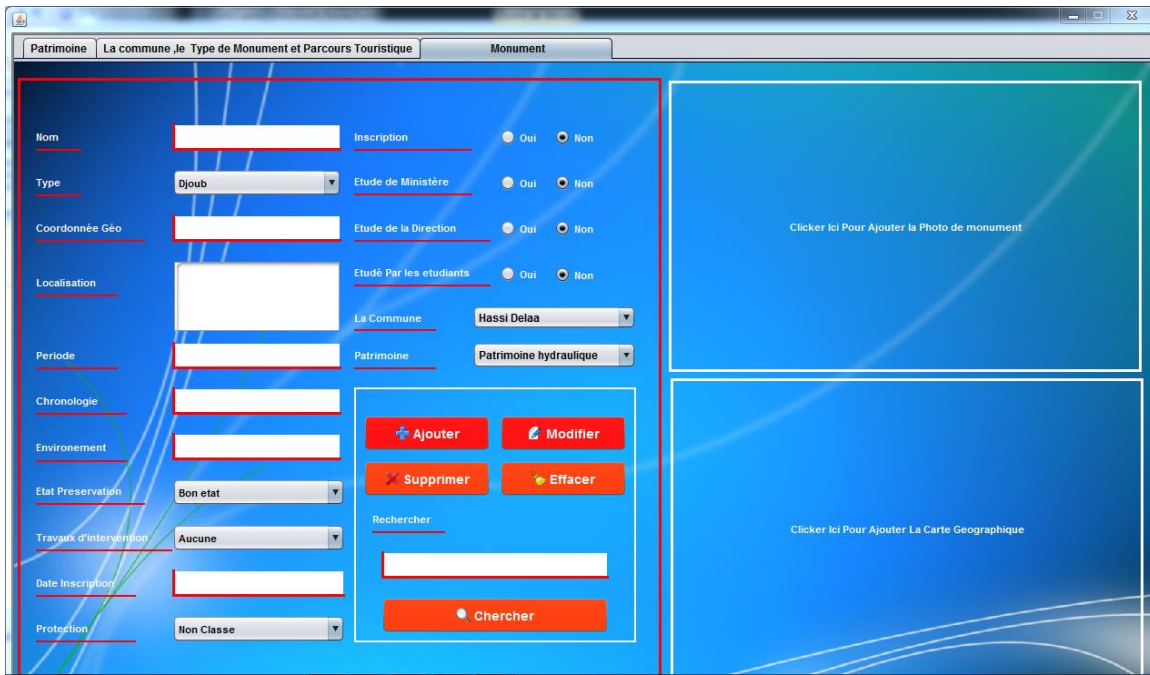 Patrimoine
La commune ,le Type de Monument et Parcours Touristique
Monument
Nom
Type
Djoub
Coordonnée Géo
Localisation
Periode
Chronologie
Environement
Etat Preservation
Bon etat
Travaux d'intervention
Aucune
Date Inscription
Protection
Non Classe
Inscription
Oui
Non
Etude de Ministère
Oui
Non
Etude de la Direction
Oui
Non
Etudè Par les etudiants
Oui
Non
La Commune
Hassi Delaa
Patrimoine
Patrimoine hydraulique
Ajouter
Modifier
Supprimer
Effacer
Rechercher
Chercher
Clicker Ici Pour Ajouter la Photo de monument
Clicker Ici Pour Ajouter La Carte Geographique